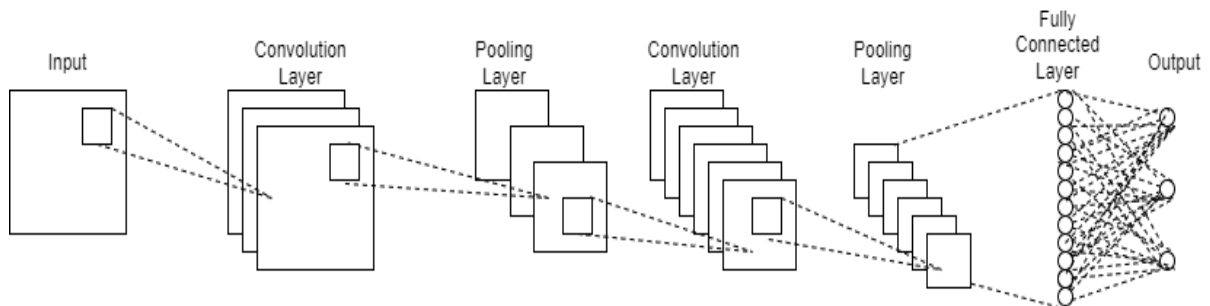 Input
Convolution
Layer
Pooling
Layer
Convolution
Layer
Pooling
Layer
Fully
Connected
Layer
Output